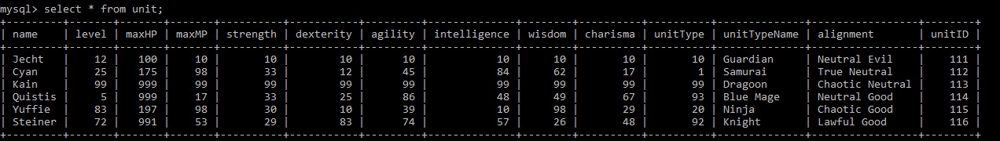 mysql> select * from unit;
+---------+-------+-------+-------+----------+-----------+---------+--------------+--------+----------+----------+--------------+-----------------+--------+
| name | level | maxHP | maxMP | strength | dexterity | agility | intelligence | wisdom | charisma | unitType | unitTypeName | alignment | unitID |
+---------+-------+-------+-------+----------+-----------+---------+--------------+--------+----------+----------+--------------+-----------------+--------+
| Jecht | 12 | 100 | 10 | 10 | 10 | 10 | 10 | 10 | 10 | 10 | Guardian | Neutral Evil | 111 |
| Cyan | 25 | 175 | 98 | 33 | 12 | 45 | 84 | 62 | 17 | 1 | Samurai | True Neutral | 112 |
| Kain | 99 | 999 | 99 | 99 | 99 | 99 | 99 | 99 | 99 | 99 | Dragoon | Chaotic Neutral | 113 |
| Quistis | 5 | 999 | 17 | 33 | 25 | 86 | 48 | 49 | 67 | 93 | Blue Mage | Neutral Good | 114 |
| Yuffie | 83 | 197 | 98 | 30 | 10 | 39 | 10 | 98 | 29 | 20 | Ninja | Chaotic Good | 115 |
| Steiner | 72 | 991 | 53 | 29 | 83 | 74 | 57 | 26 | 48 | 92 | Knight | Lawful Good | 116 |
+---------+-------+-------+-------+----------+-----------+---------+--------------+--------+----------+----------+--------------+-----------------+--------+